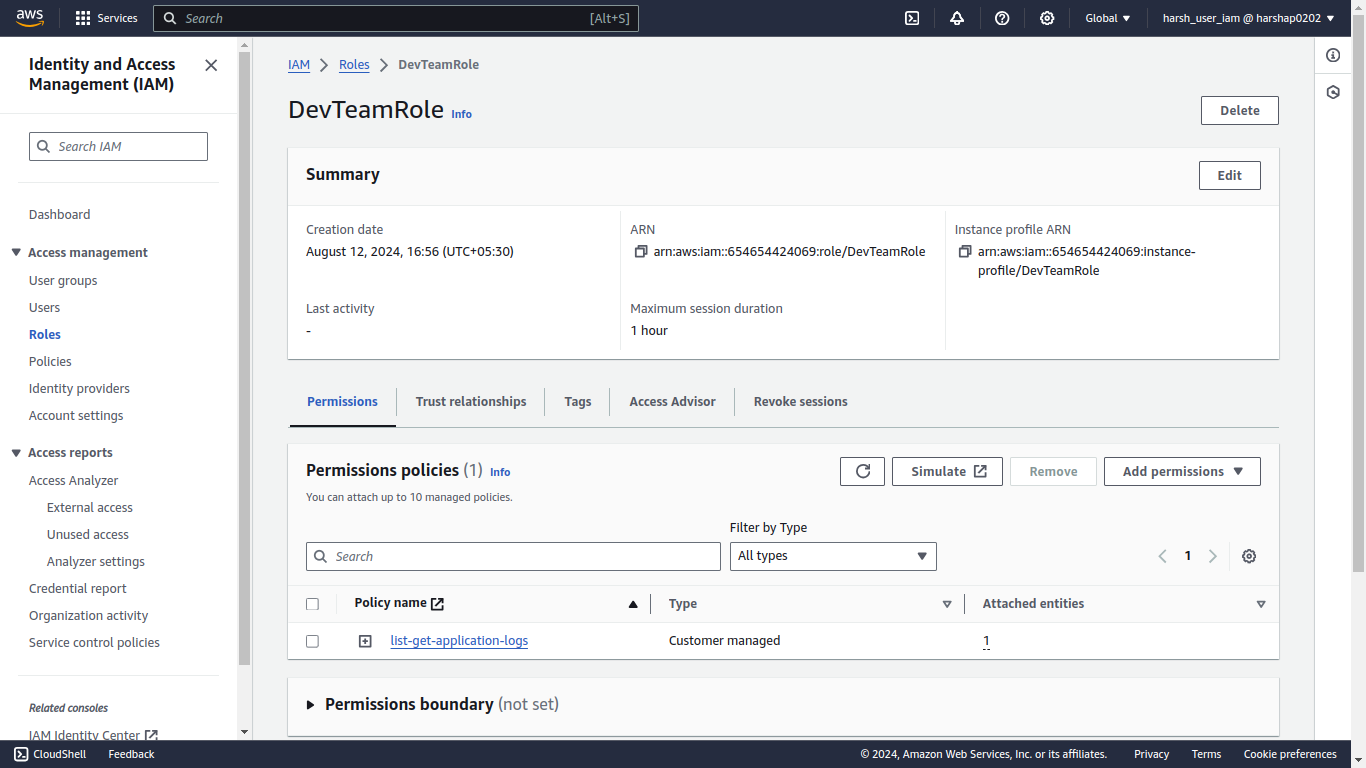 aws
Services
Search
[Alt+S]
Global
harsh_user_iam @ harshap0202
Identity and Access
Management (IAM)
Search IAM
Dashboard
Access management
User groups
Users
Roles
Policies
Identity providers
Account settings
Access reports
Access Analyzer
External access
Unused access
Analyzer settings
Credential report
Organization activity
Service control policies
Related consoles
IAM Identity Center
IAM
Roles
DevTeamRole
DevTeamRole Info
Delete
Summary
Edit
Creation date
August 12, 2024, 16:56 (UTC+05:30)
ARN
arn:aws:iam::654654424069:role/DevTeamRole
Instance profile ARN
arn:aws:iam::654654424069:instance-
profile/DevTeamRole
Last activity
-
Maximum session duration
1 hour
Permissions
Trust relationships
Tags
Access Advisor
Revoke sessions
Permissions policies (1) Info
You can attach up to 10 managed policies.
Simulate
Remove
Add permissions
Filter by Type
Search
All types
1
Policy name
Type
Attached entities
list-get-application-logs
Customer managed
1
Permissions boundary (not set)
CloudShell
Feedback
© 2024, Amazon Web Services, Inc. or its affiliates.
Privacy
Terms
Cookie preferences